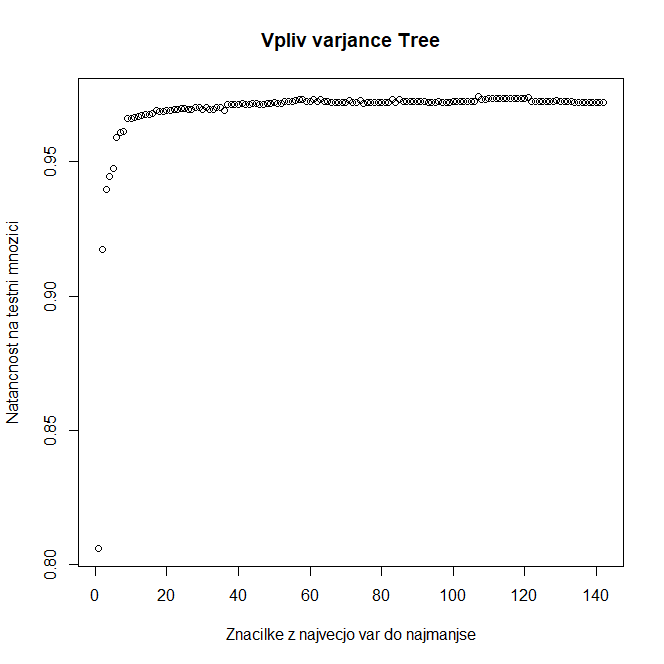 Vpliv varjance Tree
Natancnost na testni mnozici
0.95
0.90
0.85
0.80
0 20 40 60 80 100 120 140
Znacilke z najvecjo var do najmanjse